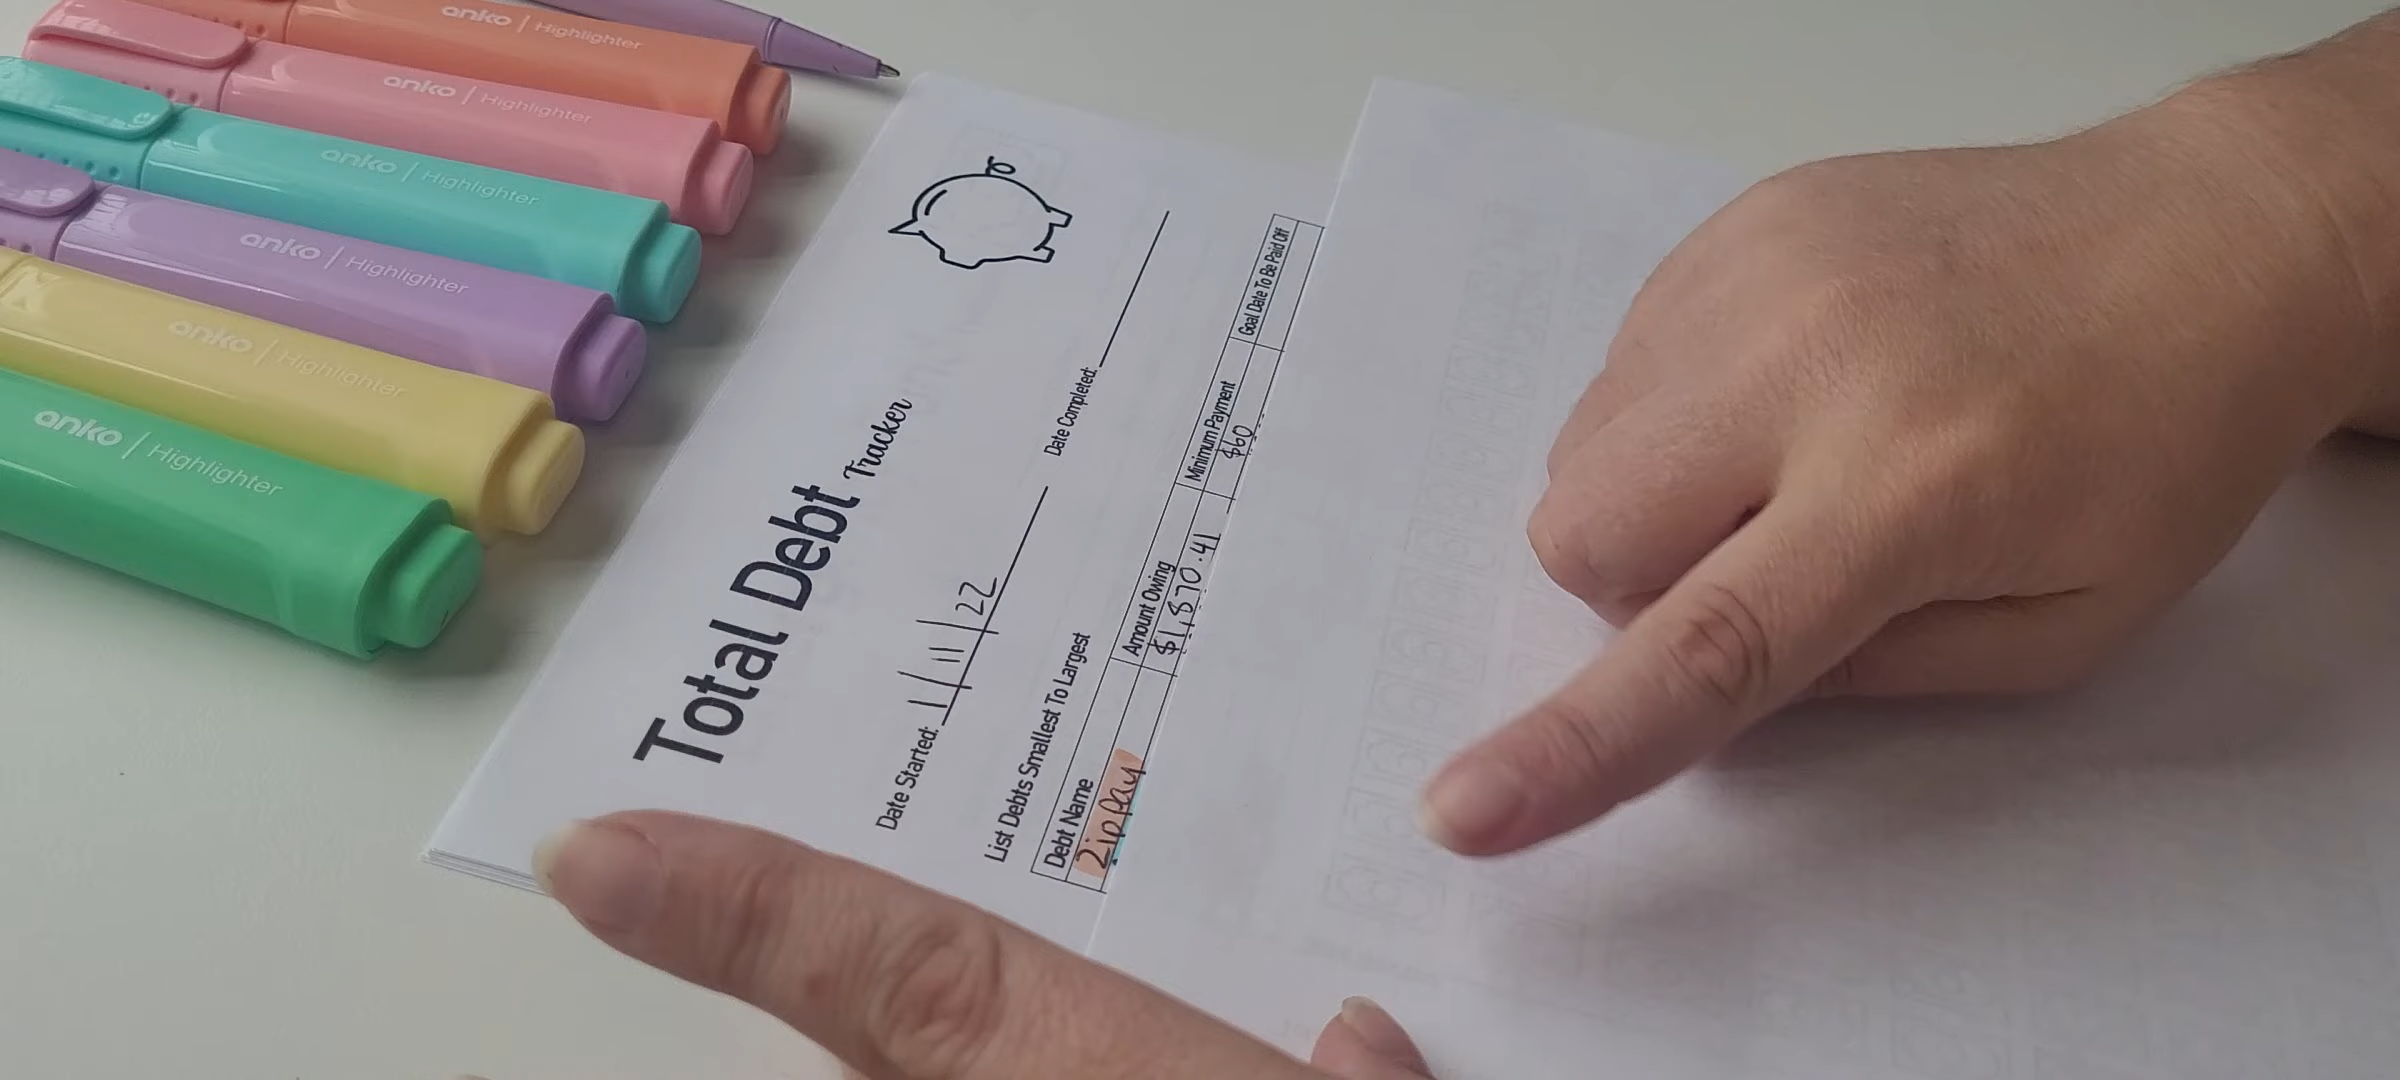 anko | Highlighter
anko | Highlighter
anko | Highlighter
anko | Highlighter
anko | Highlighter
anko | Highlighter
Total Debt Tracker
Date Started: 1/11/22 Date Completed:
List Debts Smallest To Largest
Debt Name Amount Owing Minimum Payment Goal Date To Be Paid Off
Zip Pay $1,870.41 $60